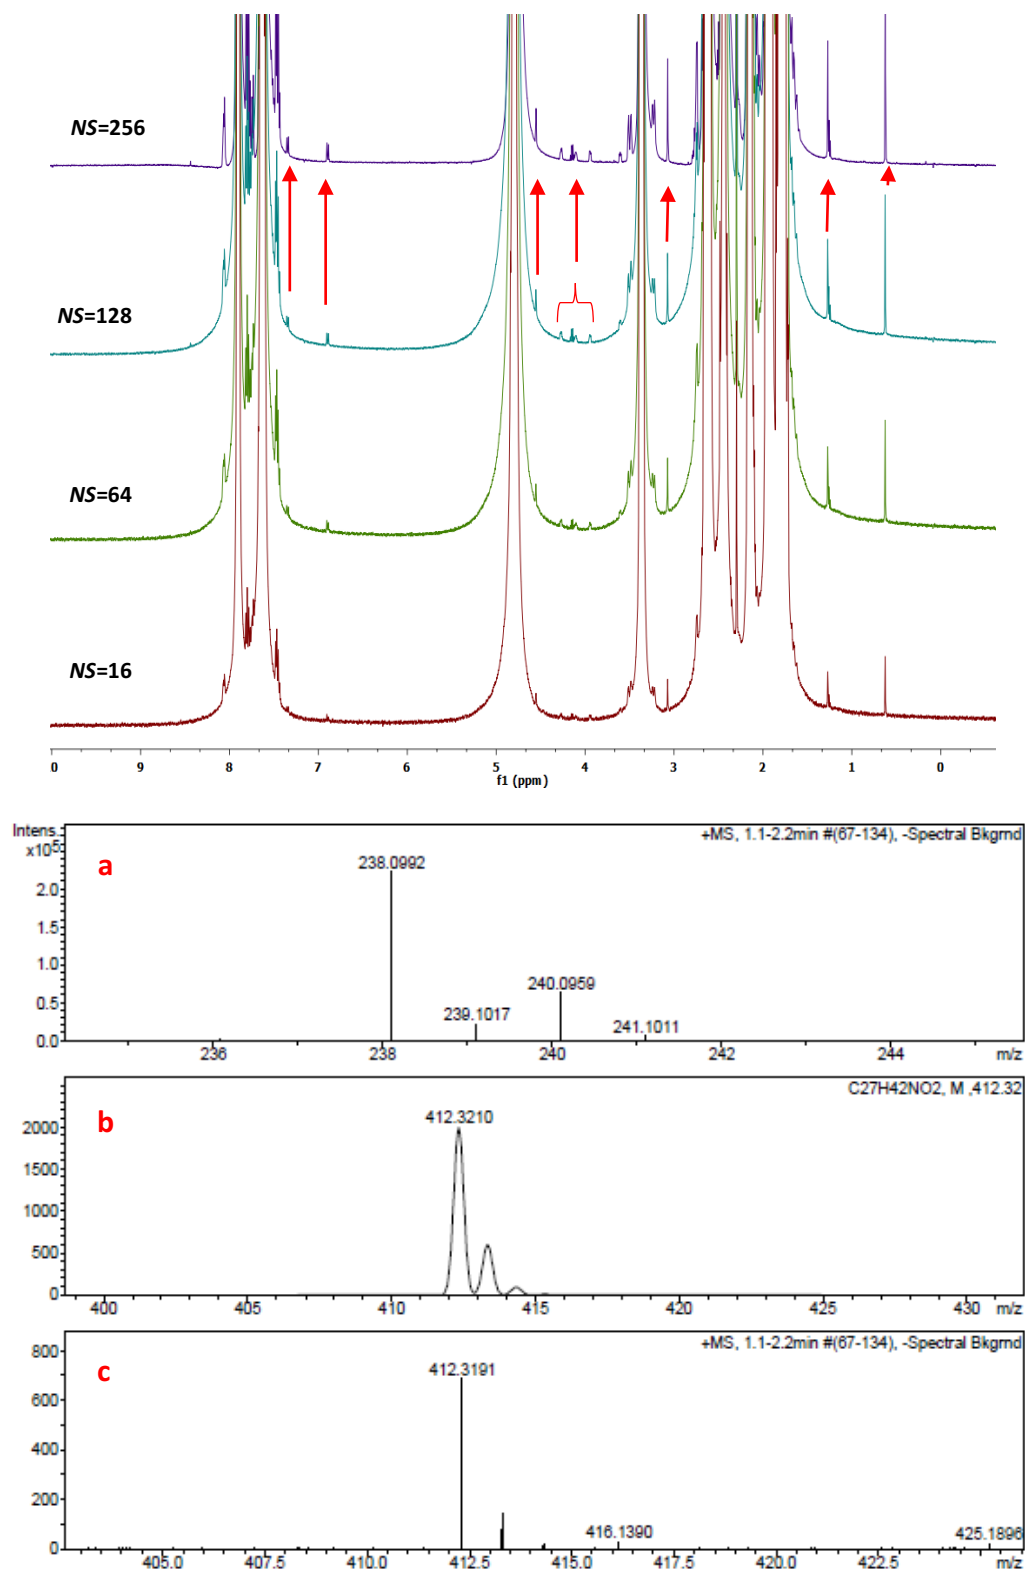 NS=256
NS=128
NS=64
NS=16
0 9 8 7 6 5 4 3 2 1 0
f1 (ppm)
Intens.
x10⁵
+MS, 1.1-2.2min #(67-134), -Spectral Bkgrnd
a
238.0992
2.0
1.5
1.0
240.0959
0.5
239.1017
241.1011
0.0
236 238 240 242 244 m/z
C27H42NO2, M ,412.32
b
412.3210
2000
1500
1000
500
0
400 405 410 415 420 425 430 m/z
+MS, 1.1-2.2min #(67-134), -Spectral Bkgrnd
800
c
412.3191
600
400
200
416.1390
425.1896
0
405.0 407.5 410.0 412.5 415.0 417.5 420.0 422.5 m/z